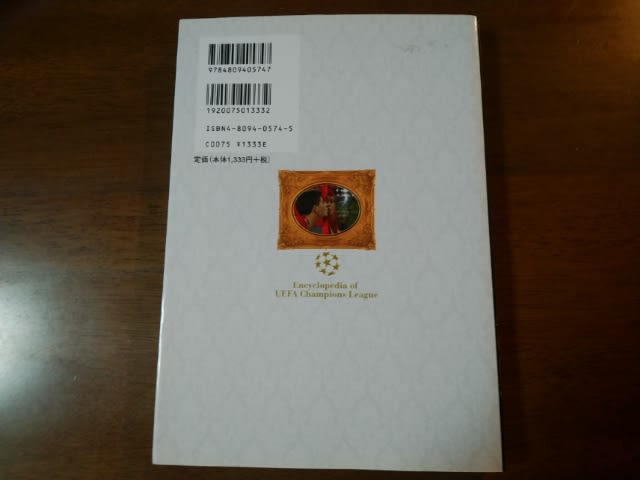 9784809405747
1920075013332
ISBN4-8094-0574-5
C0075 ¥1333E
定価(本体1,333円+税)
Encyclopedia of
UEFA Champions League